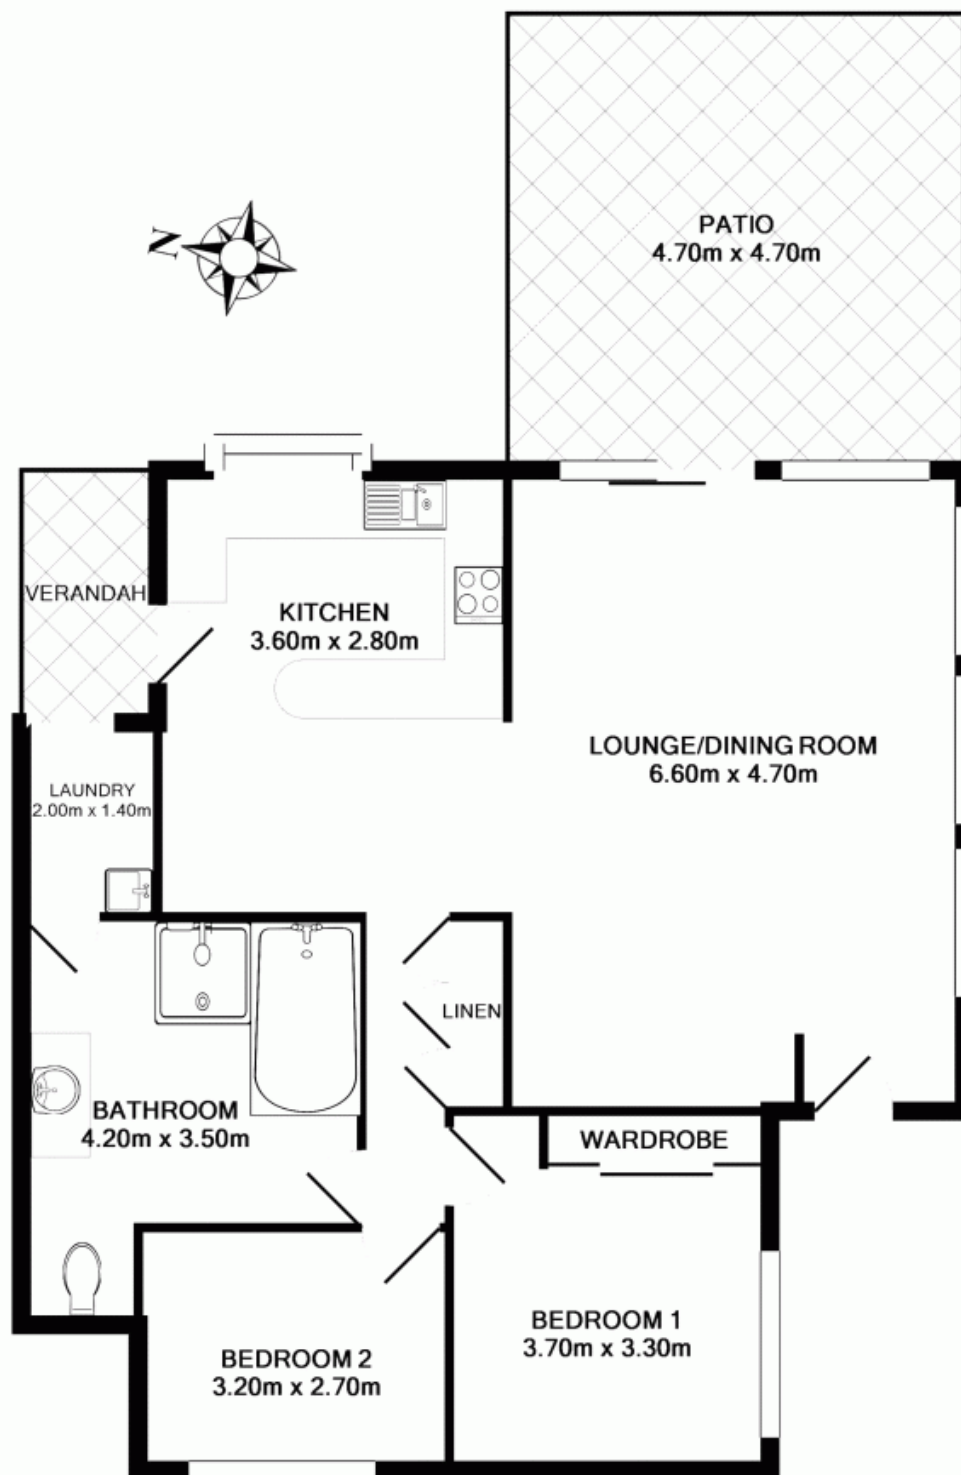 PATIO
4.70m x 4.70m
N
VERANDAH
KITCHEN
3.60m x 2.80m
LOUNGE/DINING ROOM
6.60m x 4.70m
LAUNDRY
2.00m x 1.40m
LINEN
BATHROOM
4.20m x 3.50m
WARDROBE
BEDROOM 1
3.70m x 3.30m
BEDROOM 2
3.20m x 2.70m